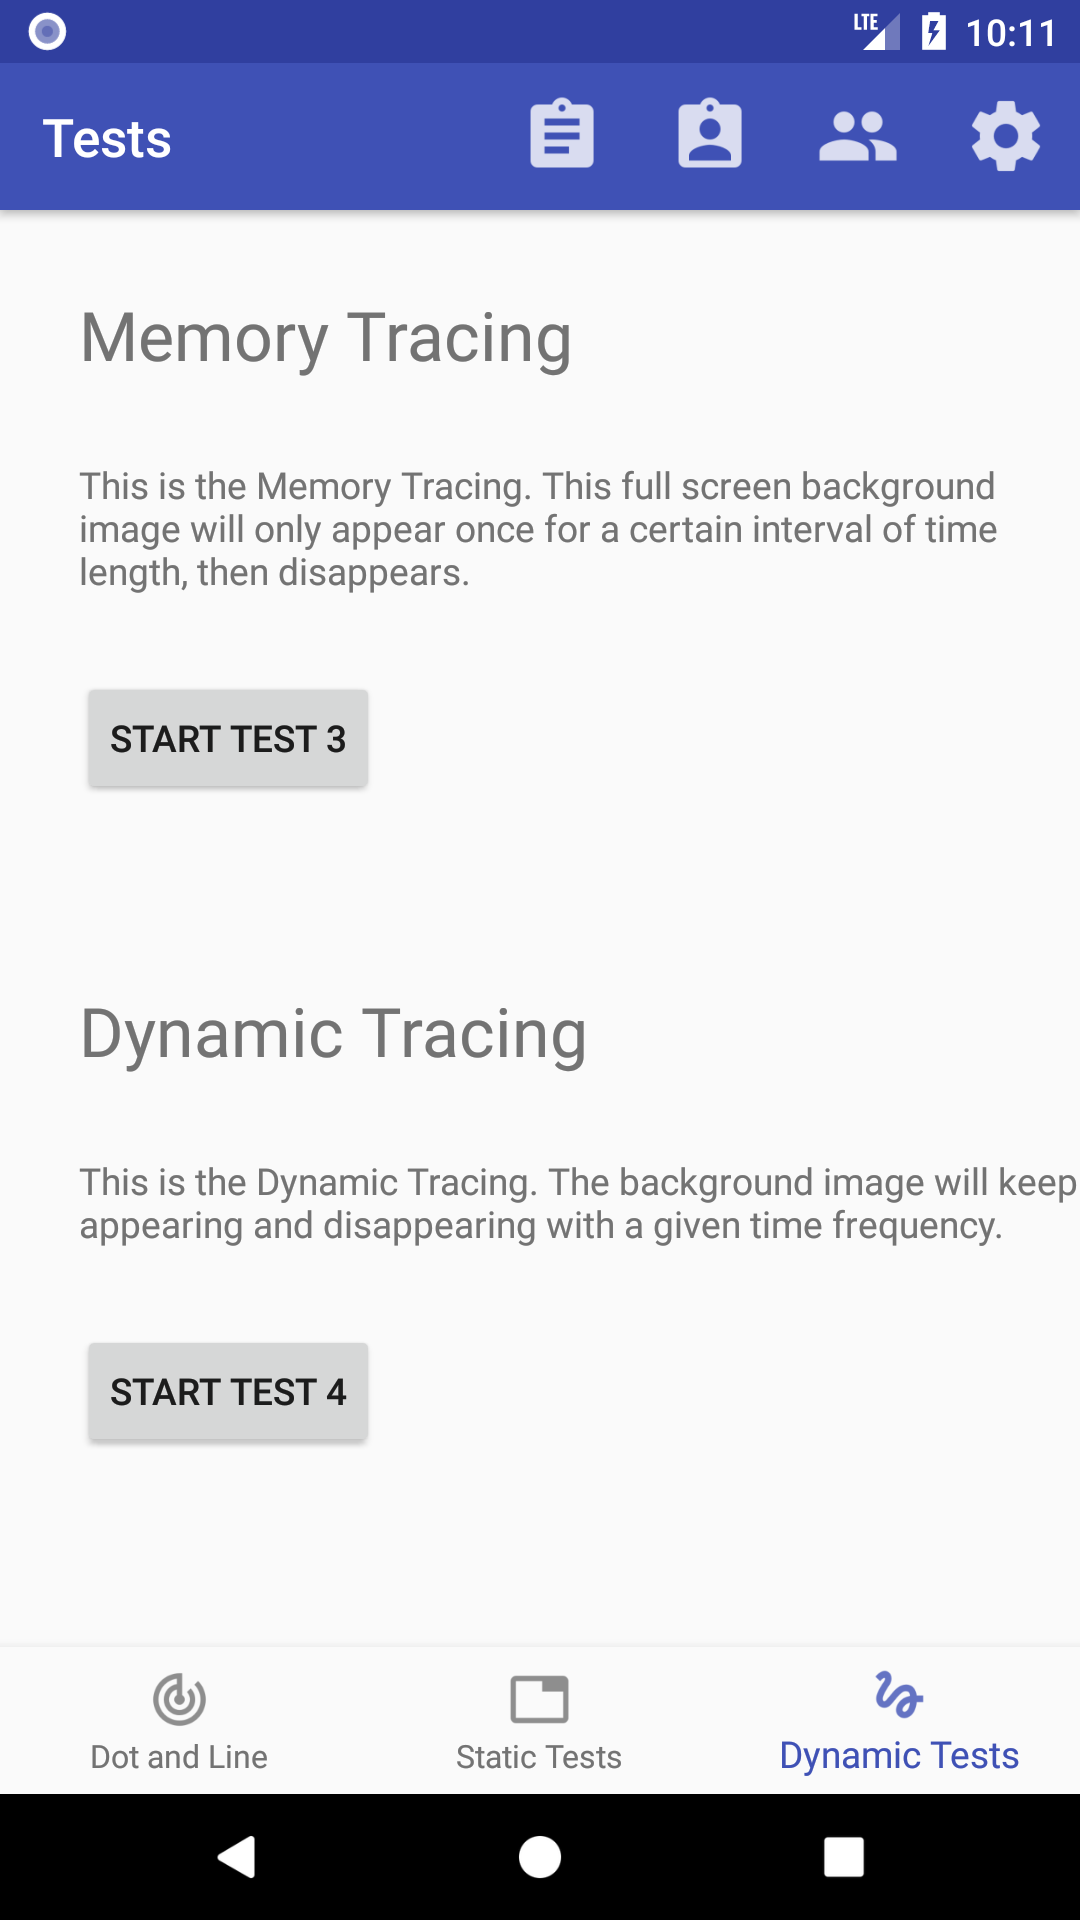 LTE 10:11
Tests
Memory Tracing
This is the Memory Tracing. This full screen background
image will only appear once for a certain interval of time
length, then disappears.
START TEST 3
Dynamic Tracing
This is the Dynamic Tracing. The background image will keep
appearing and disappearing with a given time frequency.
START TEST 4
Dot and Line
Static Tests
Dynamic Tests